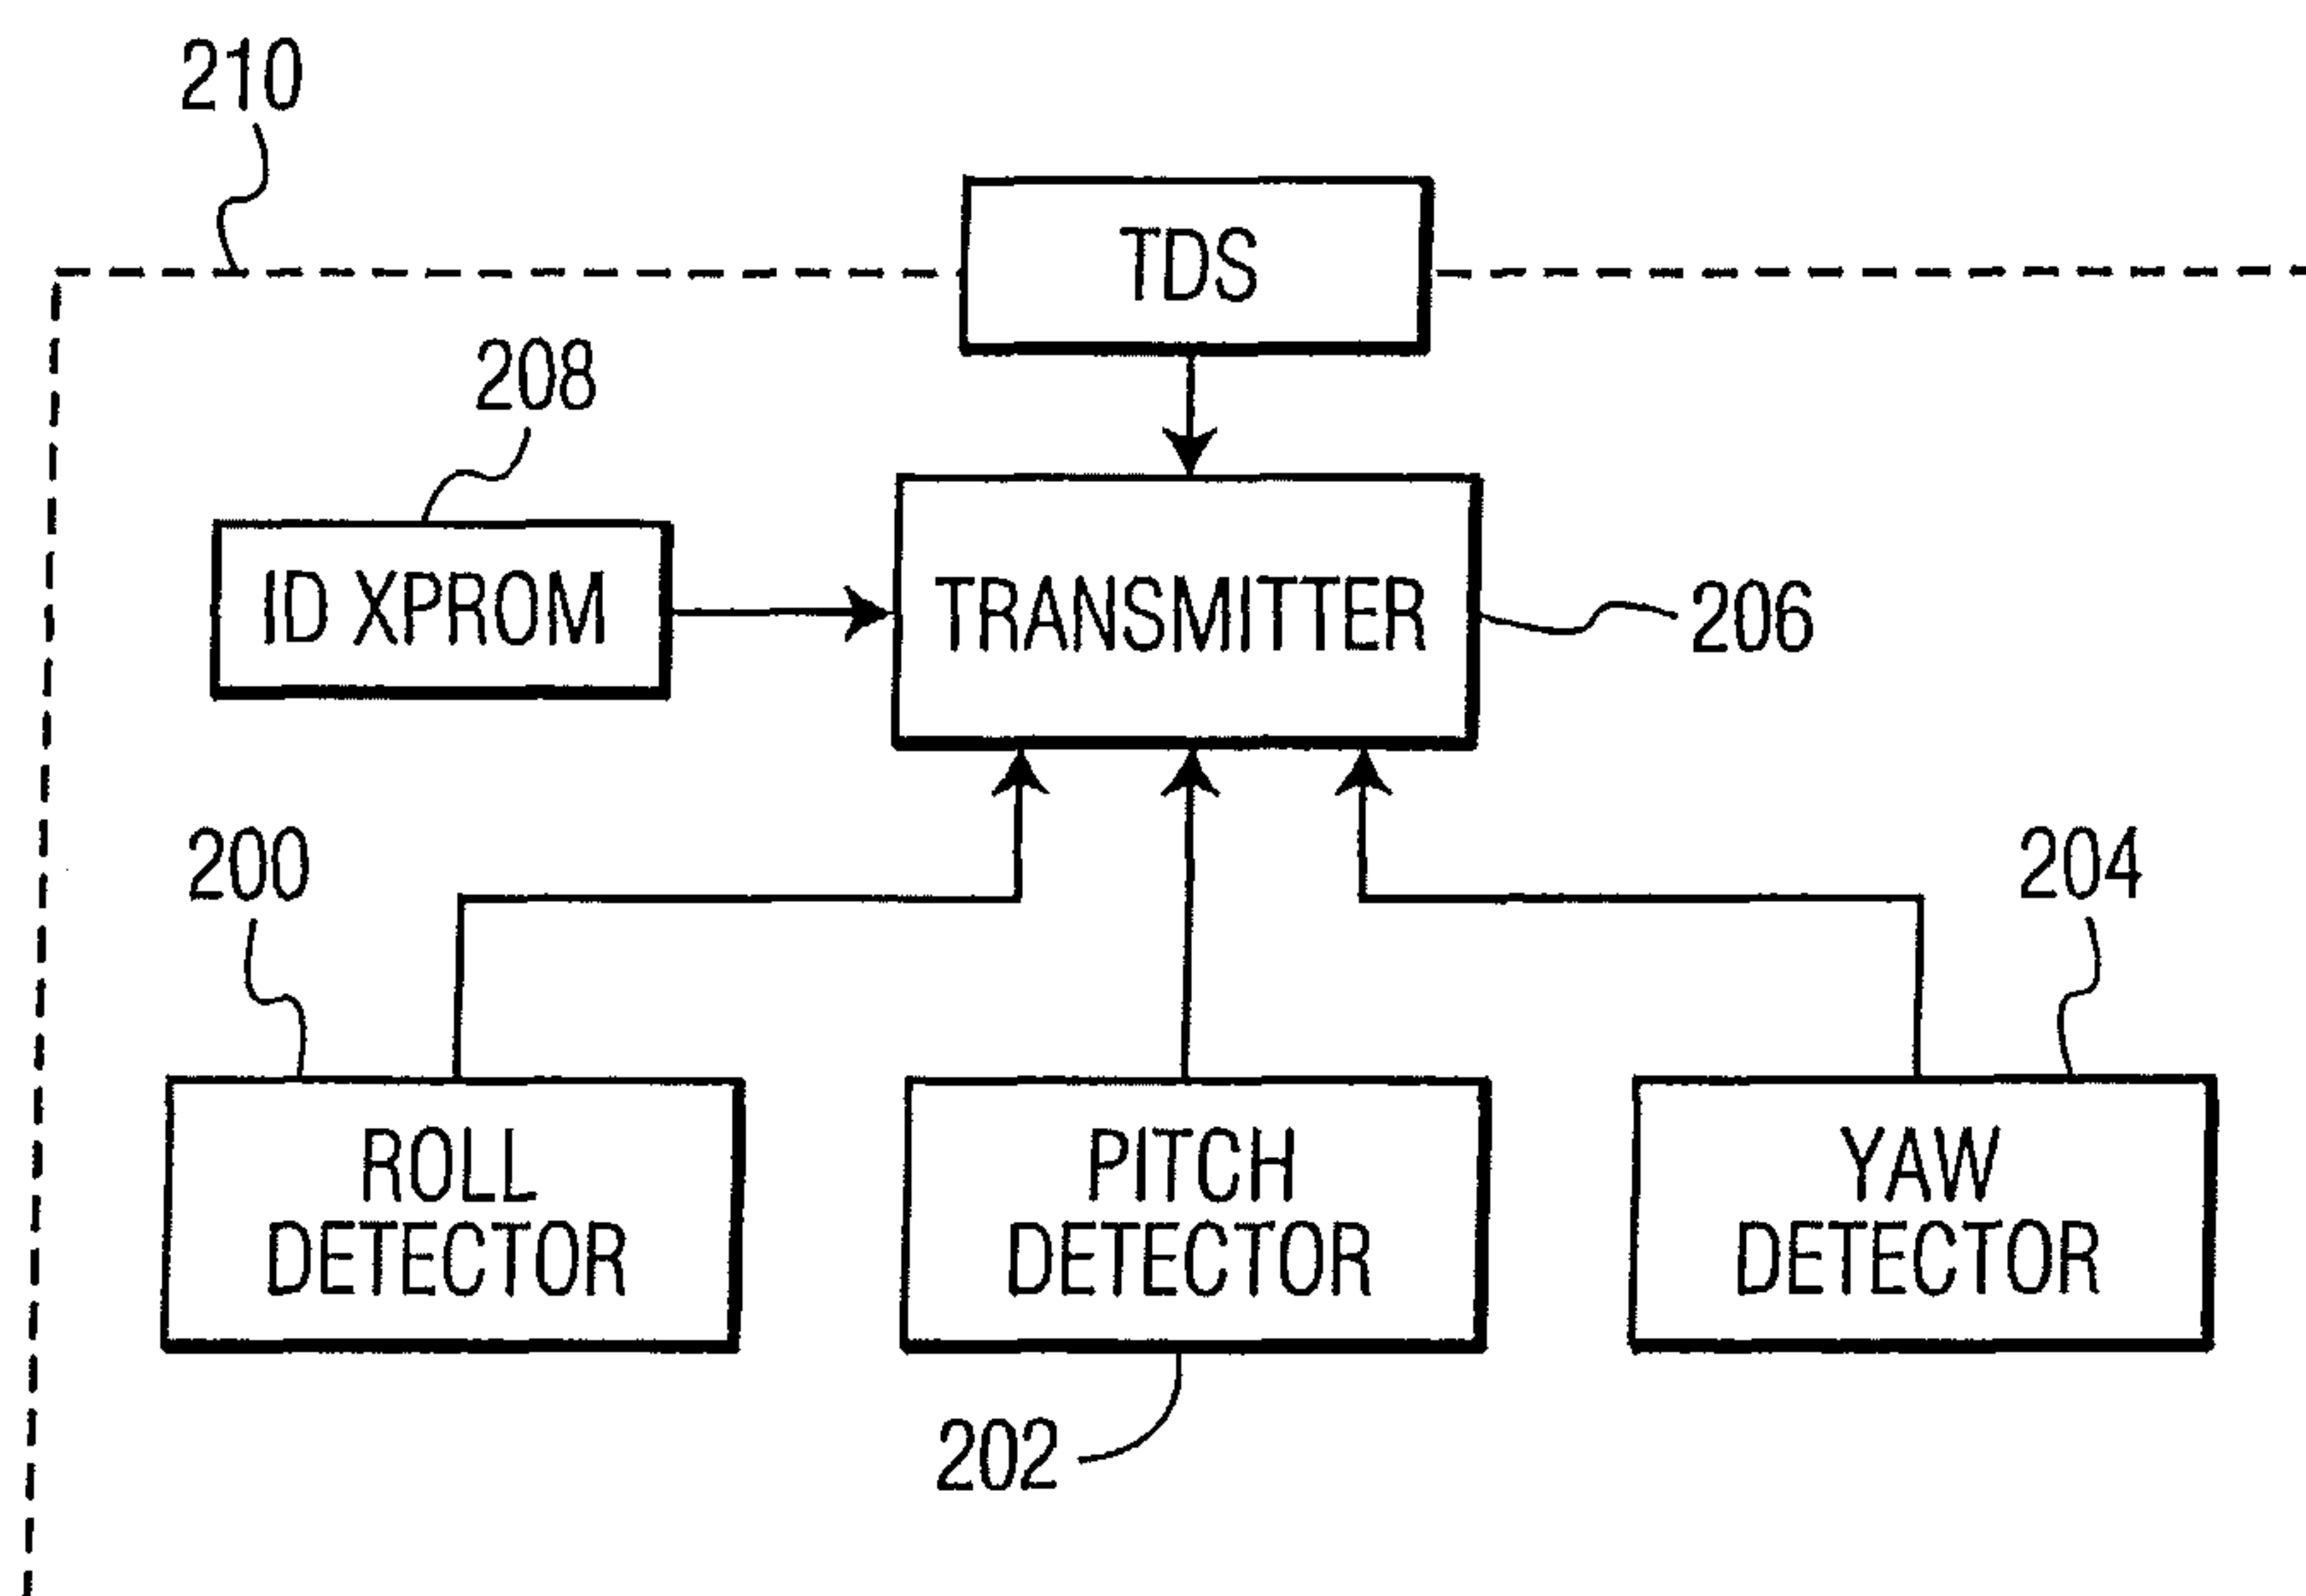 210
TDS
208
ID XPROM
TRANSMITTER
206
200
204
ROLL
DETECTOR
PITCH
DETECTOR
YAW
DETECTOR
202